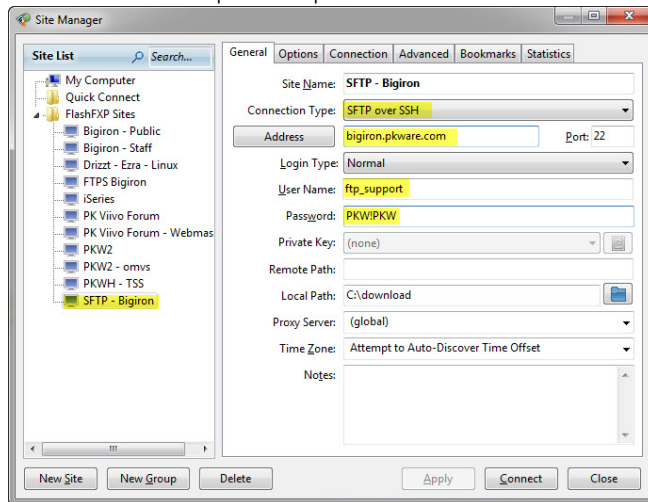 Site Manager
Site List
Search...
My Computer
Quick Connect
FlashFXP Sites
Bigiron - Public
Bigiron - Staff
Drizzt - Ezra - Linux
FTPS Bigiron
iSeries
PK Viivo Forum
PK Viivo Forum - Webmas
PKW2
PKW2 - omvs
PKWH - TSS
SFTP - Bigiron
General Options Connection Advanced Bookmarks Statistics
Site Name: SFTP - Bigiron
Connection Type: SFTP over SSH
Address bigiron.pkware.com Port: 22
Login Type: Normal
User Name: ftp_support
Password: PKW!PKW
Private Key: (none)
Remote Path:
Local Path: C:\download
Proxy Server: (global)
Time Zone: Attempt to Auto-Discover Time Offset
Notes:
New Site New Group Delete Apply Connect Close